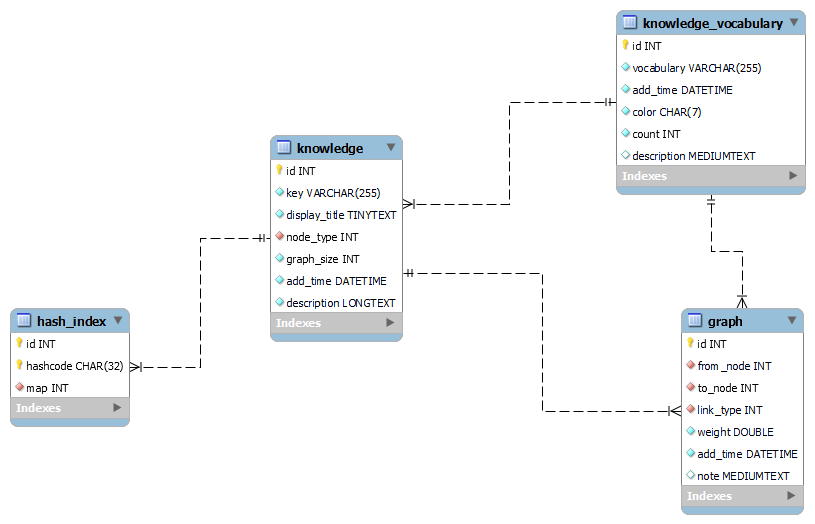 knowledge_vocabulary
id INT
vocabulary VARCHAR(255)
add_time DATETIME
color CHAR(7)
count INT
description MEDIUMTEXT
Indexes
knowledge
id INT
key VARCHAR(255)
display_title TINYTEXT
node_type INT
graph_size INT
add_time DATETIME
description LONGTEXT
Indexes
hash_index
id INT
hashcode CHAR(32)
map INT
Indexes
graph
id INT
from_node INT
to_node INT
link_type INT
weight DOUBLE
add_time DATETIME
note MEDIUMTEXT
Indexes